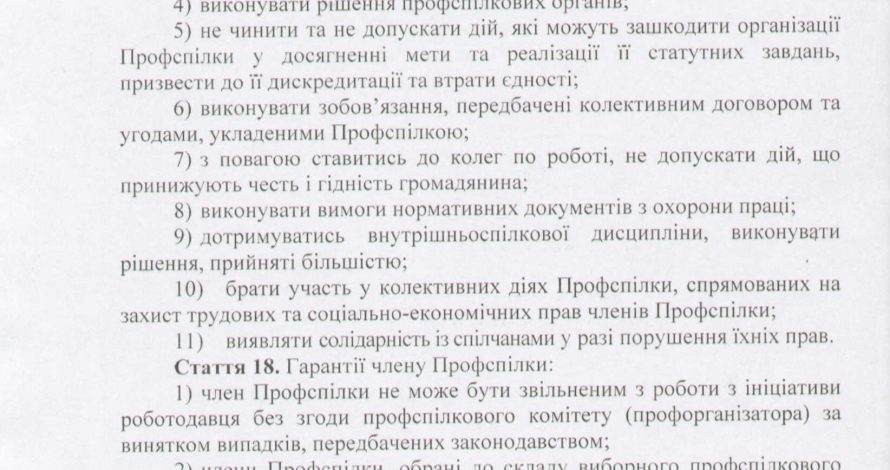 4) виконувати рішення профспілкових органів;
5) не чинити та не допускати дій, які можуть зашкодити організації
Профспілки у досягненні мети та реалізації її статутних завдань,
призвести до її дискредитації та втрати єдності;
6) виконувати зобов’язання, передбачені колективним договором та
угодами, укладеними Профспілкою;
7) з повагою ставитись до колег по роботі, не допускати дій, що
принижують честь і гідність громадянина;
8) виконувати вимоги нормативних документів з охорони праці;
9) дотримуватись внутрішньоспілкової дисципліни, виконувати
рішення, прийняті більшістю;
10) брати участь у колективних діях Профспілки, спрямованих на
захист трудових та соціально-економічних прав членів Профспілки;
11) виявляти солідарність із спілчанами у разі порушення їхніх прав.
Стаття 18. Гарантії члену Профспілки:
1) член Профспілки не може бути звільненим з роботи з ініціативи
роботодавця без згоди профспілкового комітету (профорганізатора) за
винятком випадків, передбачених законодавством;
2) члени Профспілки, обрані до складу виборного профспілкового